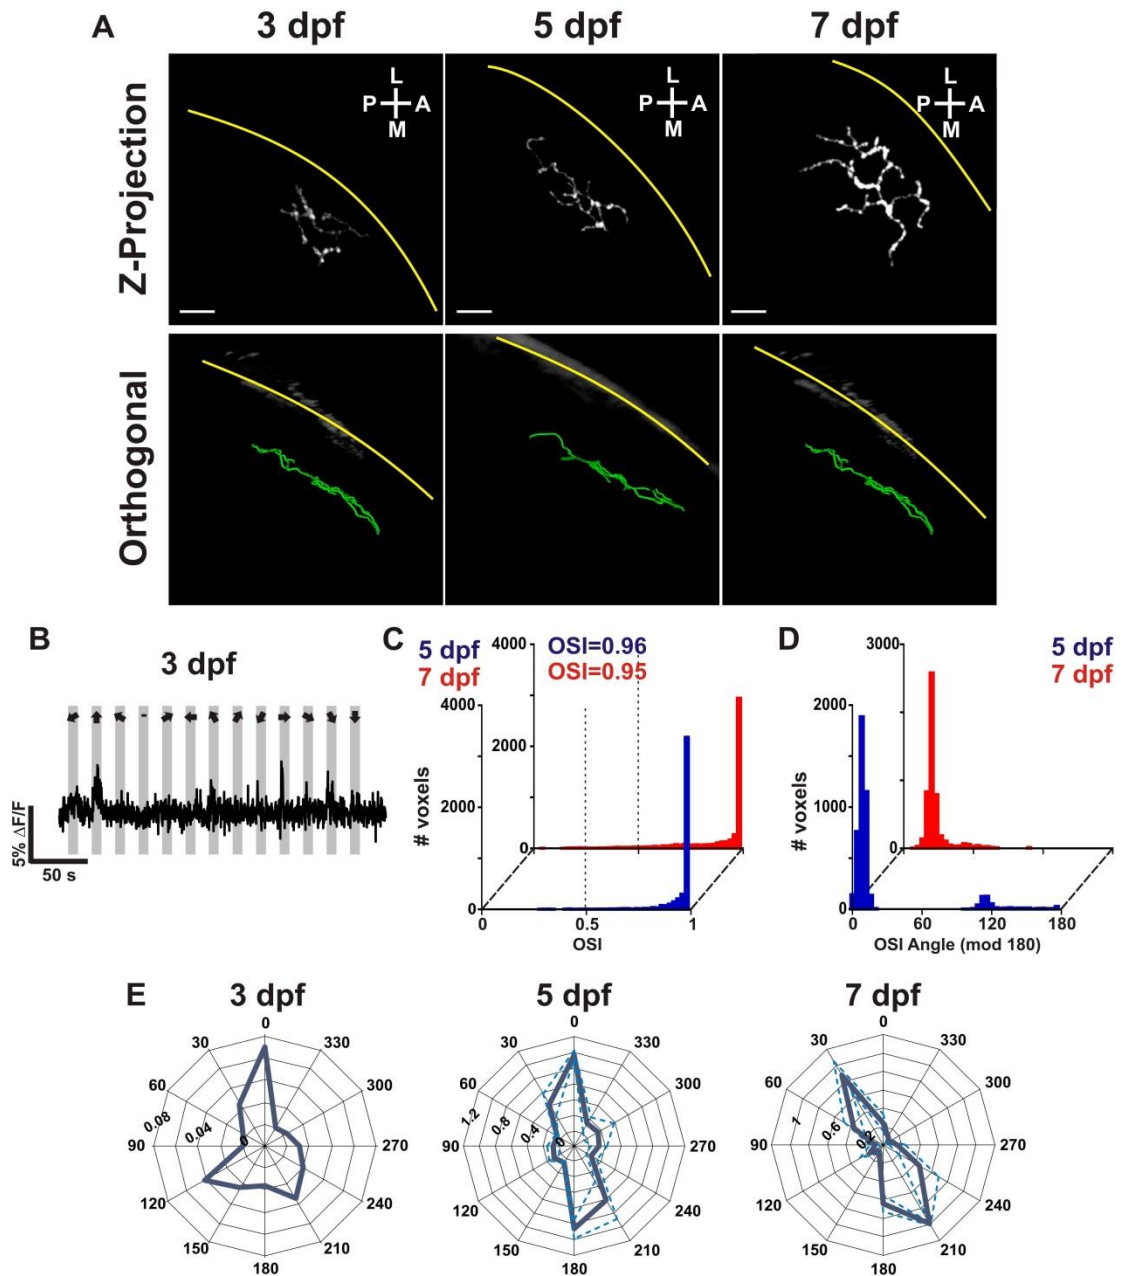 A
3 dpf 5 dpf 7 dpf
Z-Projection
L
P A
M
L
P A
M
L
P A
M
Orthogonal
B
3 dpf
5% ΔF/F
50 s
C
5 dpf
7 dpf
OSI=0.96
OSI=0.95
4000
2000
0
4000
2000
0
# voxels
0 0.5 1
OSI
D
5 dpf
7 dpf
3000
0
2000
1000
0
# voxels
0 60 120 180
OSI Angle (mod 180)
E
3 dpf
0
30 330
60 300
0.08 0.04 0
90 270
120 240
150 210
180
5 dpf
0
30 330
60 300
1.2 0.8 0.4 0
90 270
120 240
150 210
180
7 dpf
0
30 330
60 300
1 0.6 0.2
90 270
120 240
150 210
180